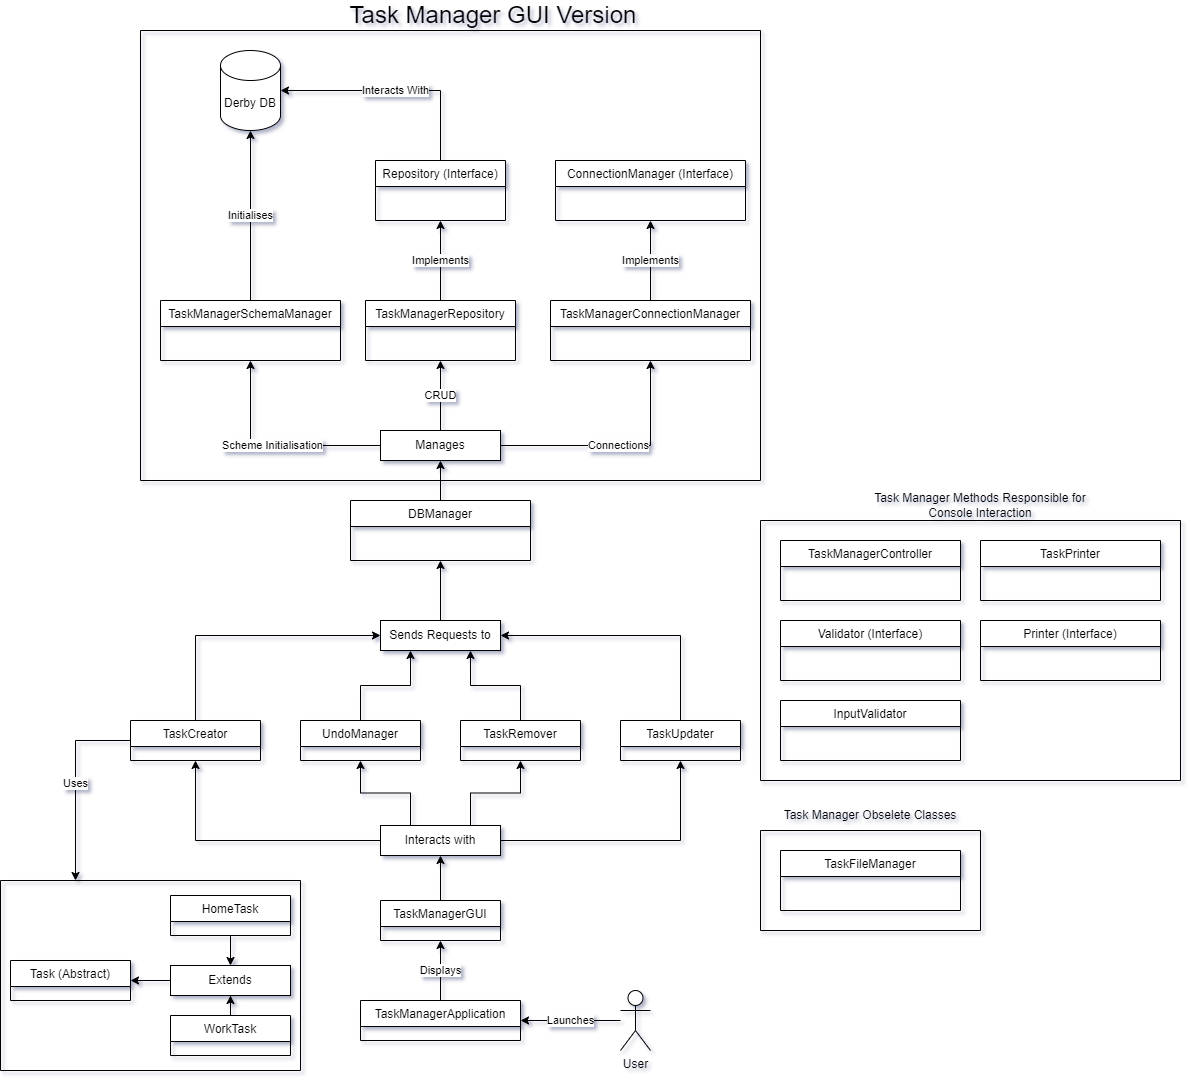 Task Manager GUI Version
Derby DB
Interacts With
Repository (Interface)
ConnectionManager (Interface)
Initialises
Implements
Implements
TaskManagerSchemaManager
TaskManagerRepository
TaskManagerConnectionManager
CRUD
Scheme Initialisation
Manages
Connections
DBManager
Sends Requests to
TaskCreator
UndoManager
TaskRemover
TaskUpdater
Uses
Interacts with
HomeTask
TaskManagerGUI
Task (Abstract)
Extends
Displays
WorkTask
TaskManagerApplication
Launches
User
Task Manager Methods Responsible for
Console Interaction
TaskManagerController
TaskPrinter
Validator (Interface)
Printer (Interface)
InputValidator
Task Manager Obselete Classes
TaskFileManager